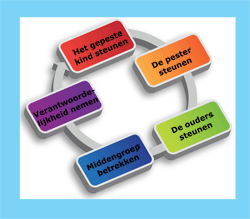 Het gepeste
kind steunen
De pester
steunen
De ouders
steunen
Middengroep
betrekken
Verantwoorde-
lijkheid nemen